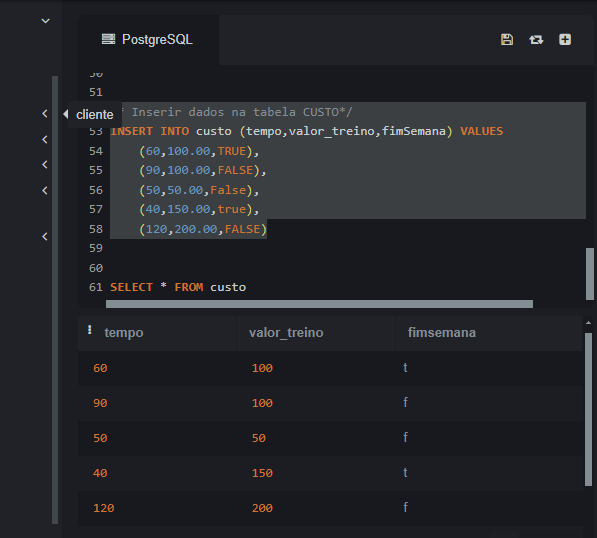 PostgreSQL
50
51
cliente
* Inserir dados na tabela CUSTO*/
53 INSERT INTO custo (tempo,valor_treino,fimSemana) VALUES
54 (60,100.00,TRUE),
55 (90,100.00,FALSE),
56 (50,50.00,False),
57 (40,150.00,true),
58 (120,200.00,FALSE)
59
60
61 SELECT * FROM custo
tempo valor_treino fimsemana
60 100 t
90 100 f
50 50 f
40 150 t
120 200 f